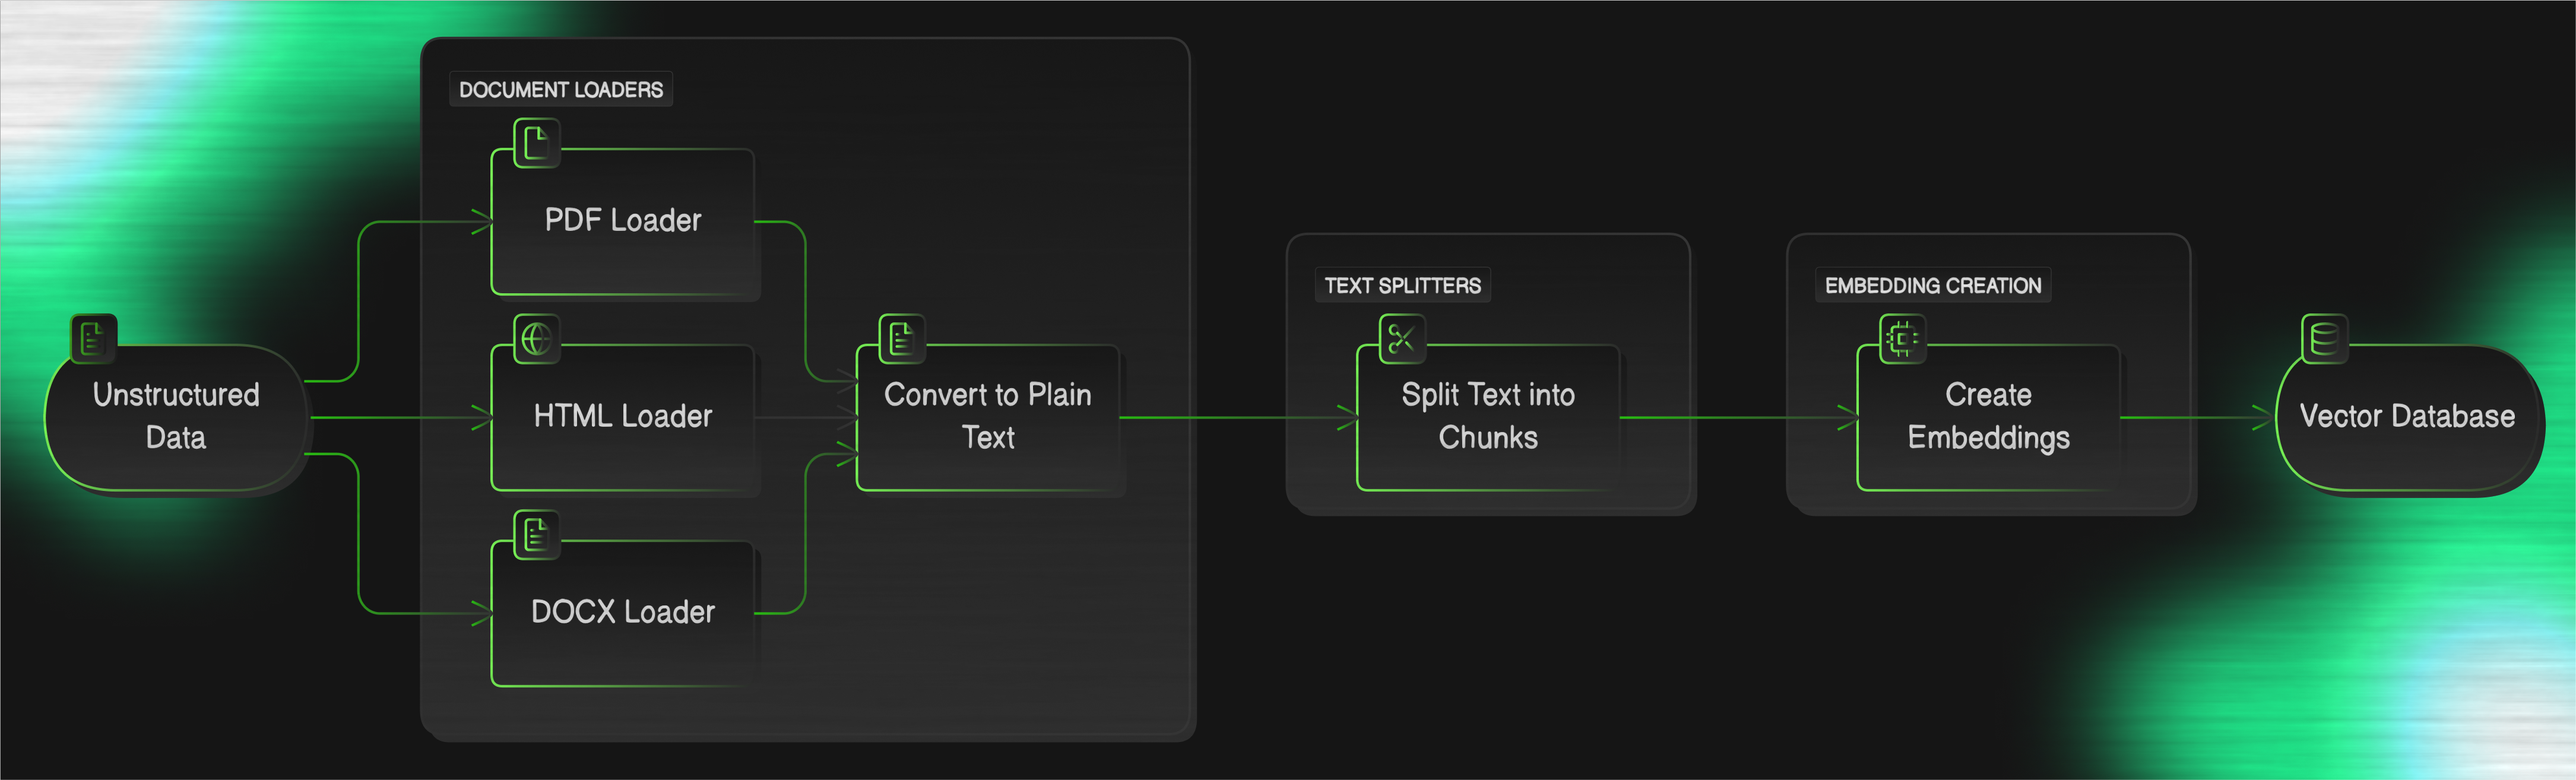 DOCUMENT LOADERS
PDF Loader
TEXT SPLITTERS
EMBEDDING CREATION
Unstructured
Data
HTML Loader
Convert to Plain
Text
Split Text into
Chunks
Create
Embeddings
Vector Database
DOCX Loader